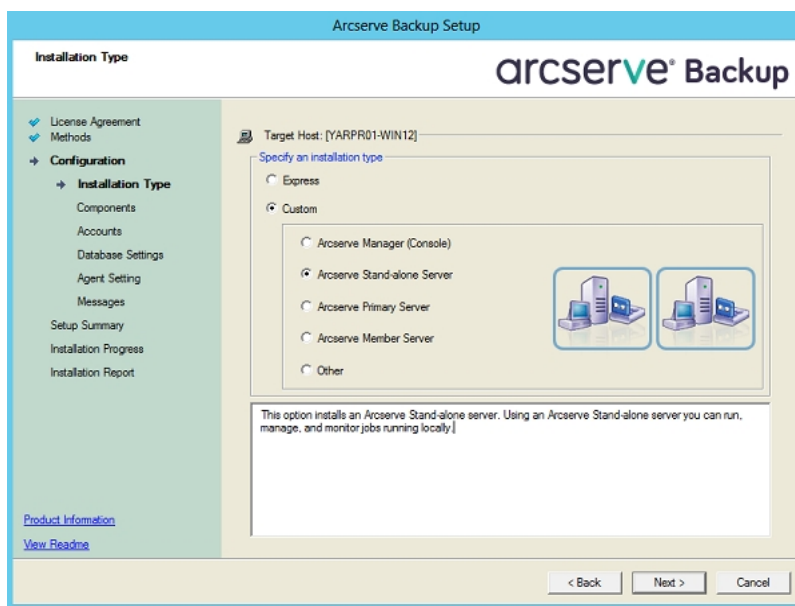 Arcserve Backup Setup
Installation Type
arcserve® Backup
License Agreement
Methods
Configuration
Installation Type
Components
Accounts
Database Settings
Agent Setting
Messages
Setup Summary
Installation Progress
Installation Report
Product Information
View Readme
Target Host: [YARPR01-WIN12]
Specify an installation type
Express
Custom
Arcserve Manager (Console)
Arcserve Stand-alone Server
Arcserve Primary Server
Arcserve Member Server
Other
This option installs an Arcserve Stand-alone server. Using an Arcserve Stand-alone server you can run,
manage, and monitor jobs running locally.
< Back
Next >
Cancel